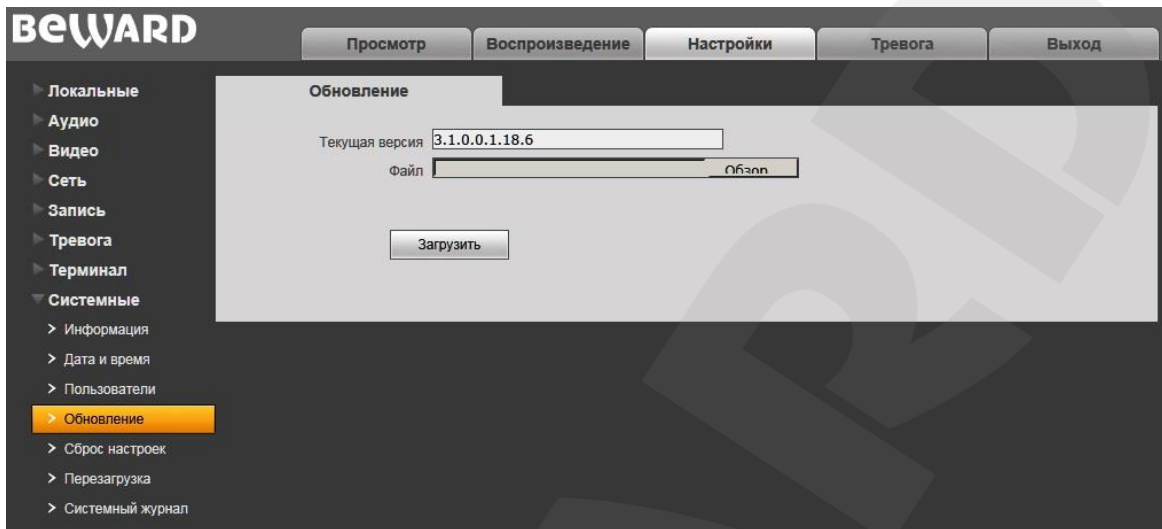 BEWARD
Просмотр Воспроизведение Настройки Тревога Выход
Локальные
Аудио
Видео
Сеть
Запись
Тревога
Терминал
Системные
Информация
Дата и время
Пользователи
Обновление
Сброс настроек
Перезагрузка
Системный журнал
Обновление
Текущая версия 3.1.0.0.1.18.6
Файл Обзор
Загрузить